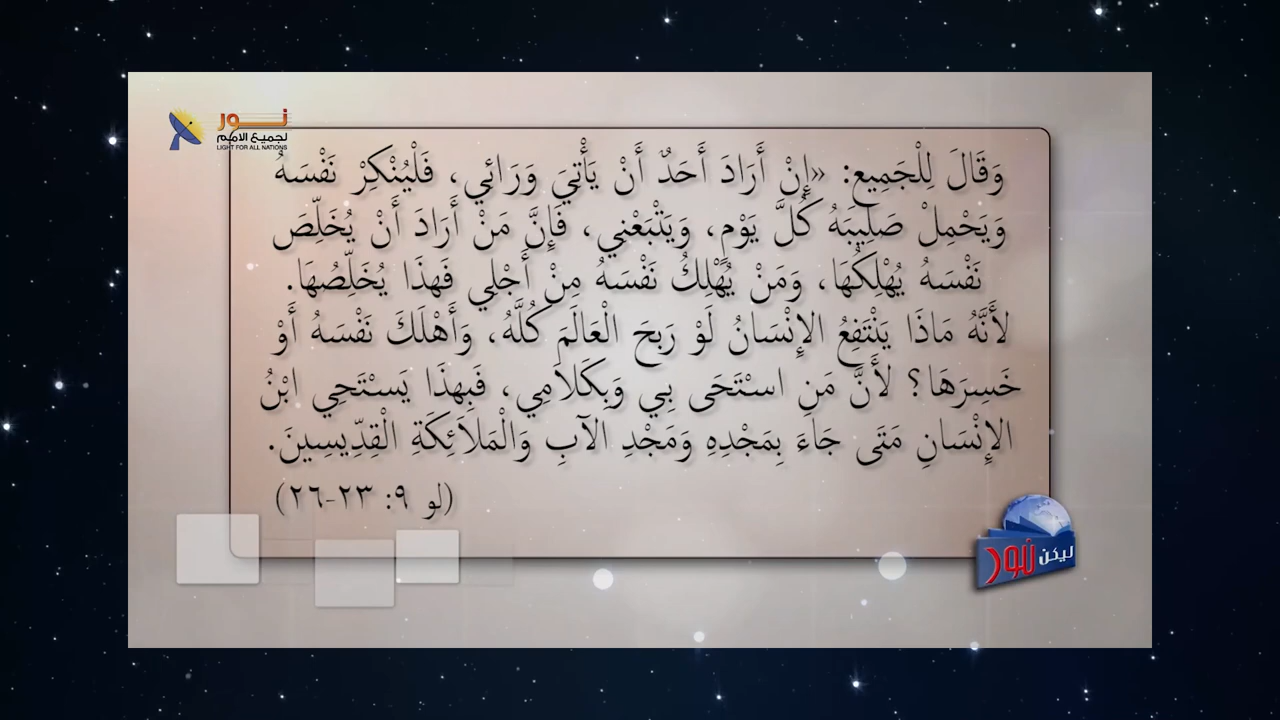 نور
لجميع الامم
LIGHT FOR ALL NATIONS
وَقَالَ لِلْجَمِيعِ: «إِنْ أَرَادَ أَحَدٌ أَنْ يَأْتِيَ وَرَائِي، فَلْيُنْكِرْ نَفْسَهُ
وَيَحْمِلْ صَلِيبَهُ كُلَّ يَوْمٍ، وَيَتْبَعْنِي، فَإِنَّ مَنْ أَرَادَ أَنْ يُخَلِّصَ
نَفْسَهُ يُهْلِكُهَا، وَمَنْ يُهْلِكُ نَفْسَهُ مِنْ أَجْلِي فَهذَا يُخَلِّصُهَا.
لأَنَّهُ مَاذَا يَنْتَفِعُ الإِنْسَانُ لَوْ رَبِحَ الْعَالَمَ كُلَّهُ، وَأَهْلَكَ نَفْسَهُ أَوْ
خَسِرَهَا؟ لأَنَّ مَنِ اسْتَحَى بِي وَبِكَلاَمِي، فَبِهذَا يَسْتَحِي ابْنُ
الإِنْسَانِ مَتَى جَاءَ بِمَجْدِهِ وَمَجْدِ الآبِ وَالْمَلاَئِكَةِ الْقِدِّيسِينَ.
(لو ٩: ٢٣-٢٦)
ليكن نور